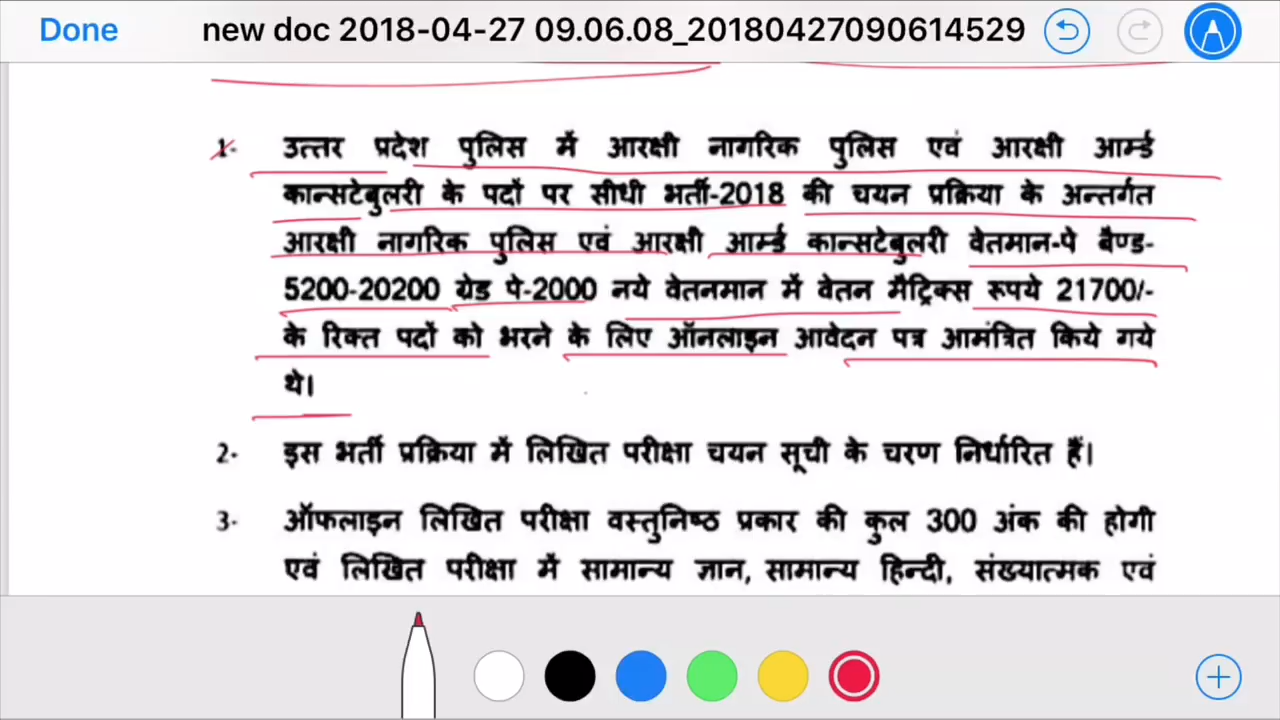 Done new doc 2018-04-27 09.06.08_20180427090614529
1- उत्तर प्रदेश पुलिस में आरक्षी नागरिक पुलिस एवं आरक्षी आर्म्ड
कान्सटेबुलरी के पदों पर सीधी भर्ती-2018 की चयन प्रक्रिया के अन्तर्गत
आरक्षी नागरिक पुलिस एवं आरक्षी आर्म्ड कान्सटेबुलरी वेतमान-पे बैण्ड-
5200-20200 ग्रेड पे-2000 नये वेतनमान में वेतन मैट्रिक्स रूपये 21700/-
के रिक्त पदों को भरने के लिए ऑनलाइन आवेदन पत्र आमंत्रित किये गये
थे।
2- इस भर्ती प्रक्रिया में लिखित परीक्षा चयन सूची के चरण निर्धारित हैं।
3- ऑफलाइन लिखित परीक्षा वस्तुनिष्ठ प्रकार की कुल 300 अंक की होगी
एवं लिखित परीक्षा में सामान्य ज्ञान, सामान्य हिन्दी, संख्यात्मक एवं